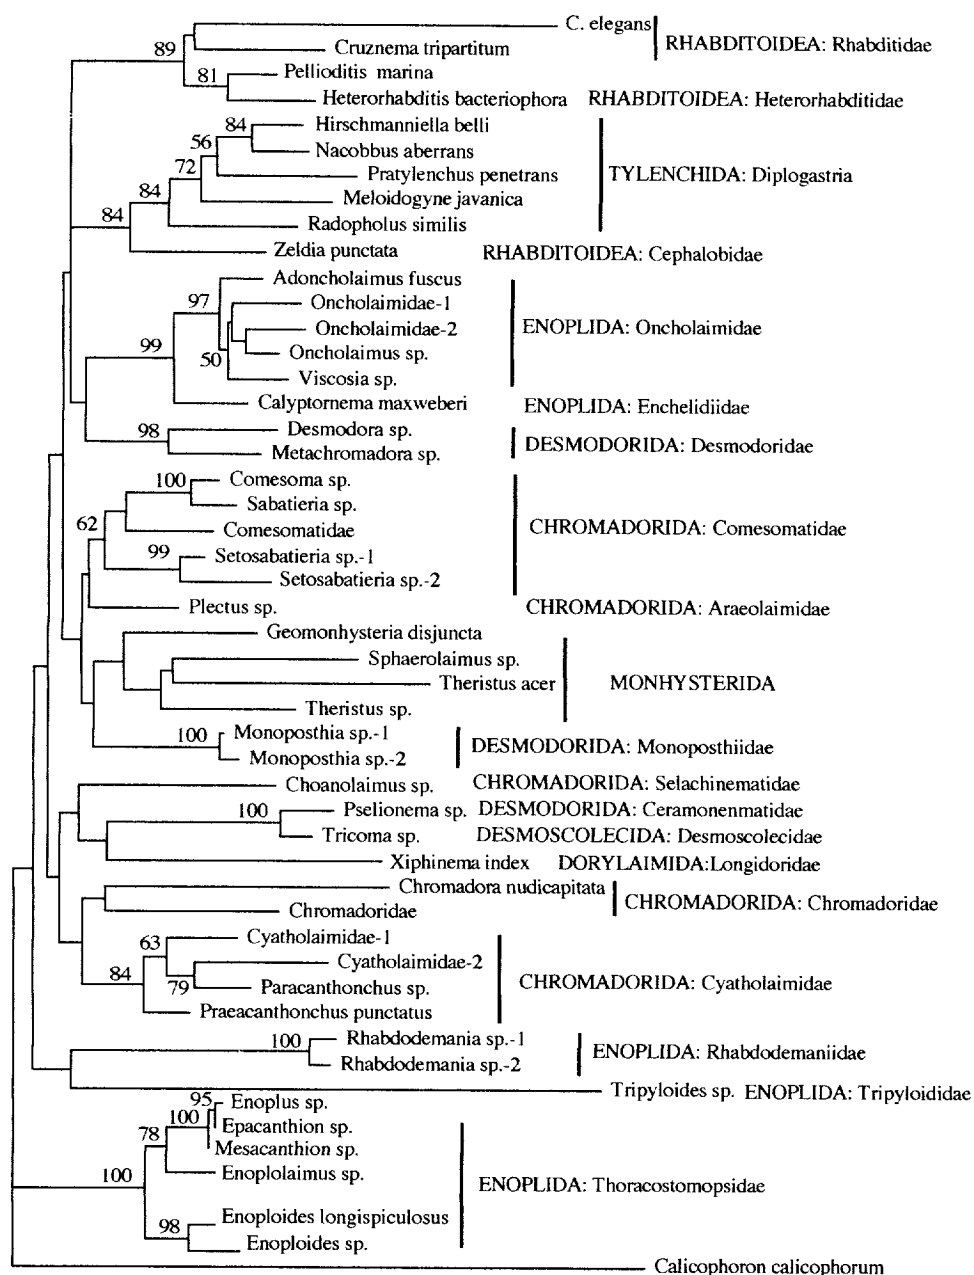 C. elegans
89 Cruznema tripartitum RHABDITOIDEA: Rhabditidae
81 Pellioditis marina
Heterorhabditis bacteriophora RHABDITOIDEA: Heterorhabditidae
84 Hirschmanniella belli
56 Nacobbus aberrans
72 Pratylenchus penetrans TYLENCHIDA: Diplogastria
84 Meloidogyne javanica
84 Radopholus similis
Zeldia punctata RHABDITOIDEA: Cephalobidae
Adoncholaimus fuscus
97 Oncholaimidae-1
Oncholaimidae-2 ENOPLIDA: Oncholaimidae
99 50 Oncholaimus sp.
Viscosia sp.
Calyptornema maxweberi ENOPLIDA: Enchelidiidae
98 Desmodora sp.
Metachromadora sp. DESMODORIDA: Desmodoridae
100 Comesoma sp.
Sabatieria sp.
62 Comesomatidae CHROMADORIDA: Comesomatidae
99 Setosabatieria sp.-1
Setosabatieria sp.-2
Plectus sp. CHROMADORIDA: Araeolaimidae
Geomonhysteria disjuncta
Sphaerolaimus sp.
Theristus acer MONHYSTERIDA
Theristus sp.
100 Monoposthia sp.-1
Monoposthia sp.-2 DESMODORIDA: Monoposthiidae
Choanolaimus sp. CHROMADORIDA: Selachinematidae
100 Pselionema sp. DESMODORIDA: Ceramonenmatidae
Tricoma sp. DESMOSCOLECIDA: Desmoscolecidae
Xiphinema index DORYLAIMIDA:Longidoridae
Chromadora nudicapitata
Chromadoridae CHROMADORIDA: Chromadoridae
63 Cyatholaimidae-1
84 Cyatholaimidae-2
79 Paracanthonchus sp. CHROMADORIDA: Cyatholaimidae
Praeacanthonchus punctatus
100 Rhabdodemania sp.-1
Rhabdodemania sp.-2 ENOPLIDA: Rhabdodemaniidae
Tripyloides sp. ENOPLIDA: Tripyloididae
95 Enoplus sp.
100 Epacanthion sp.
78 Mesacanthion sp.
100 Enoplolaimus sp. ENOPLIDA: Thoracostomopsidae
98 Enoploides longispiculosus
Enoploides sp.
Calicophoron calicophorum